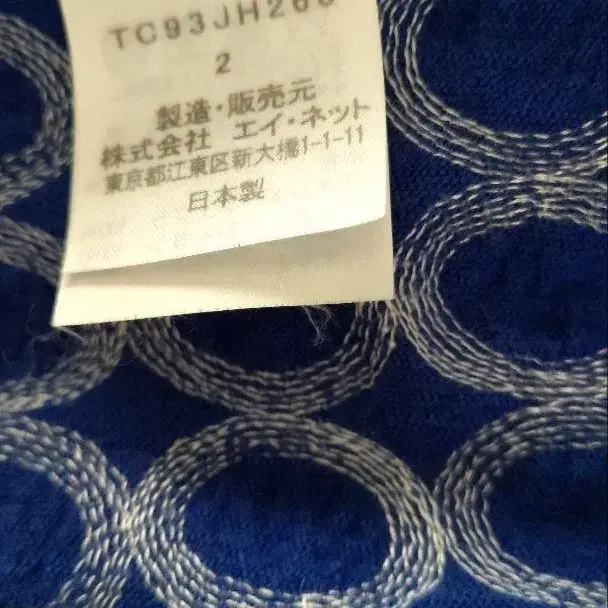 TC93JH260
2
製造・販売元
株式会社 エイ・ネット
東京都江東区新大橋1-1-11
日本製